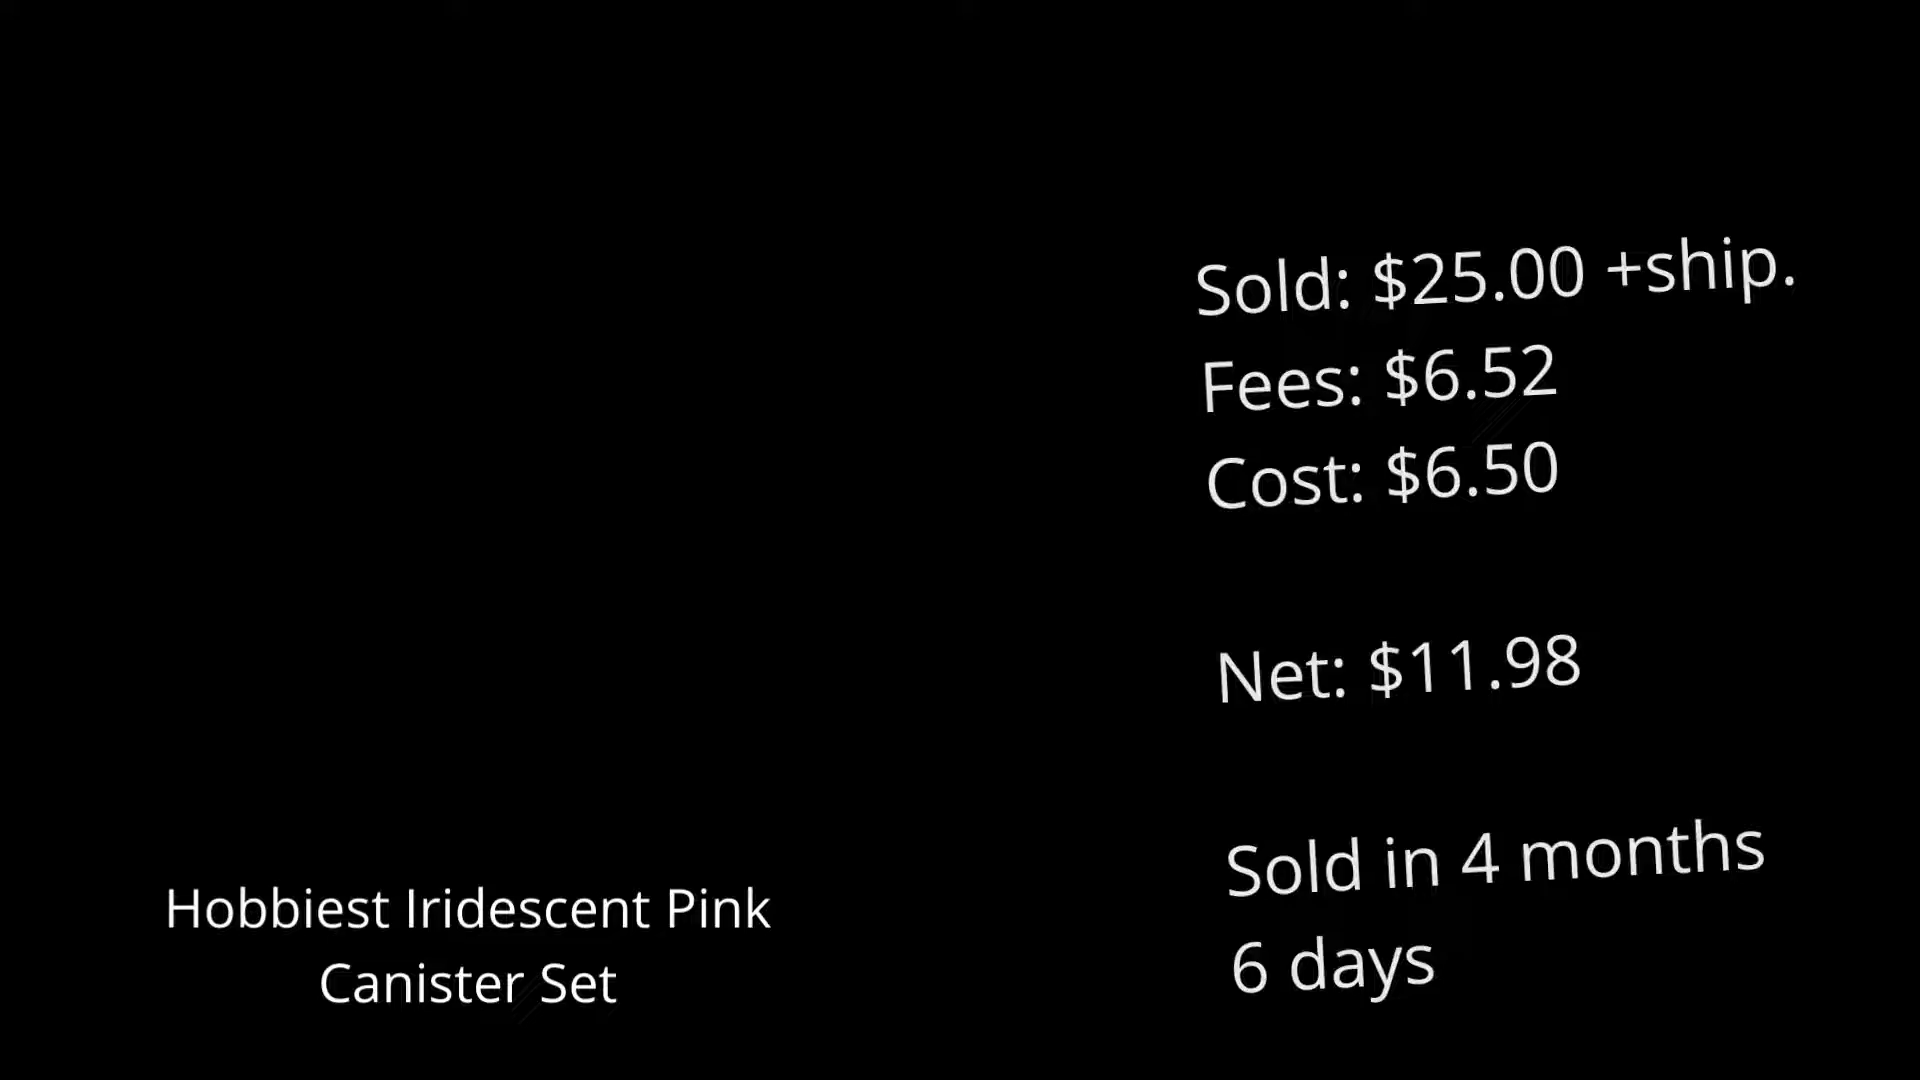 Sold: $25.00 +ship.
Fees: $6.52
Cost: $6.50
Net: $11.98
Sold in 4 months
6 days
Hobbiest Iridescent Pink
Canister Set